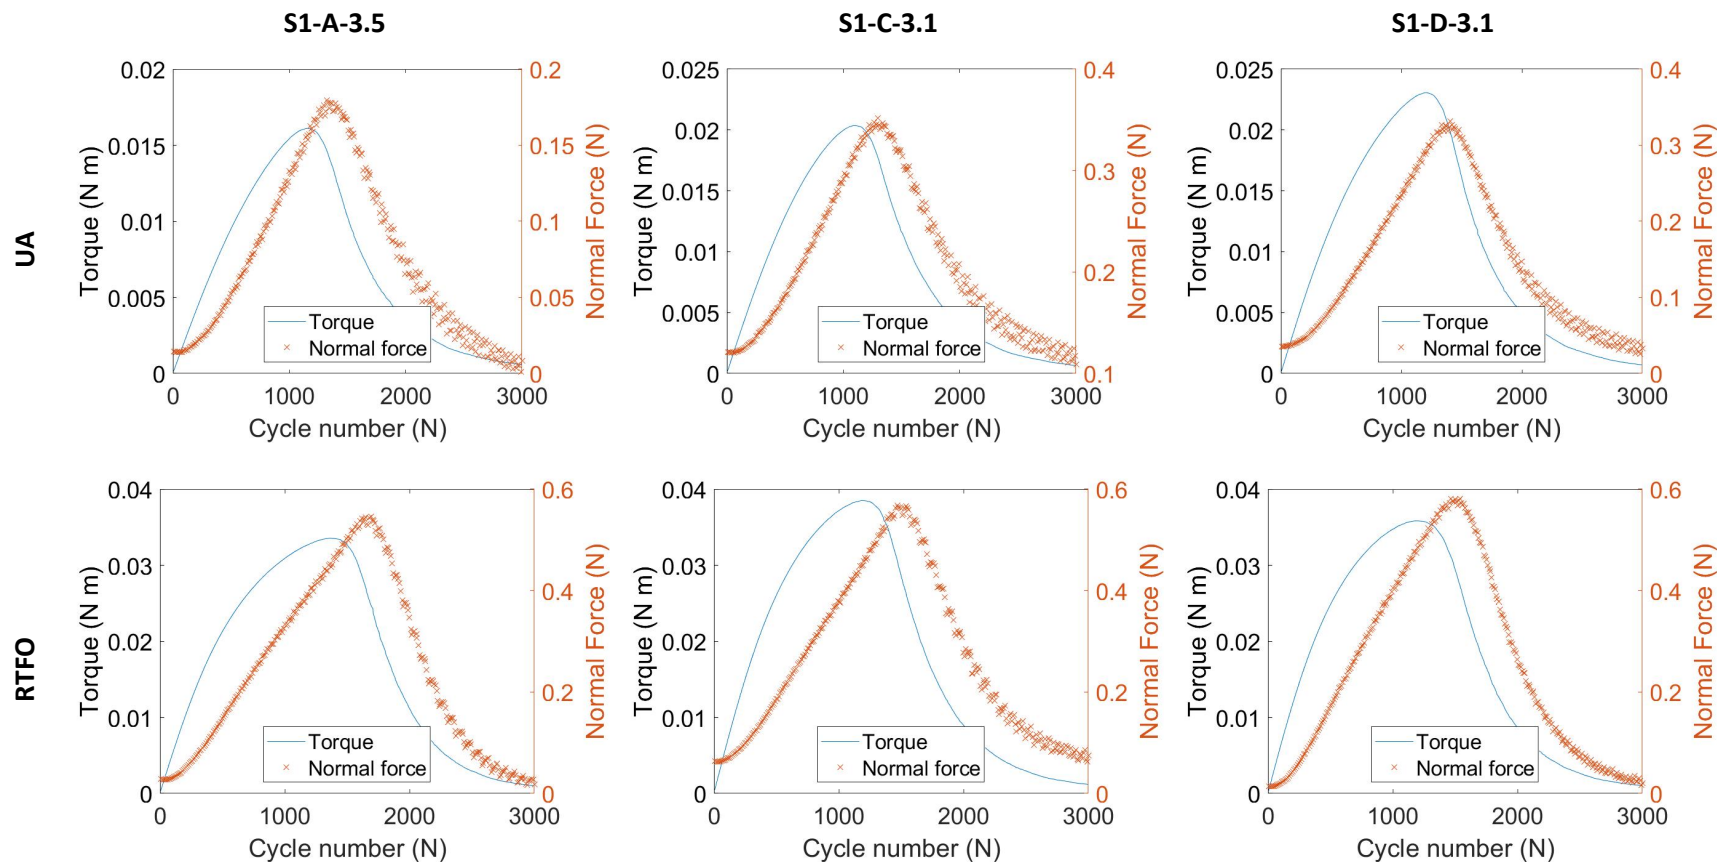 S1-A-3.5
S1-C-3.1
S1-D-3.1
UA
0.02
0.015
0.01
0.005
0
Torque (N m)
0.2
0.15
0.1
0.05
0
Normal Force (N)
Torque
Normal force
0 1000 2000 3000
Cycle number (N)
0.025
0.02
0.015
0.01
0.005
0
Torque (N m)
0.4
0.3
0.2
0.1
Normal Force (N)
Torque
Normal force
0 1000 2000 3000
Cycle number (N)
0.025
0.02
0.015
0.01
0.005
0
Torque (N m)
0.4
0.3
0.2
0.1
0
Normal Force (N)
Torque
Normal force
0 1000 2000 3000
Cycle number (N)
RTFO
0.04
0.03
0.02
0.01
0
Torque (N m)
0.6
0.4
0.2
0
Normal Force (N)
Torque
Normal force
0 1000 2000 3000
Cycle number (N)
0.04
0.03
0.02
0.01
0
Torque (N m)
0.6
0.4
0.2
0
Normal Force (N)
Torque
Normal force
0 1000 2000 3000
Cycle number (N)
0.04
0.03
0.02
0.01
0
Torque (N m)
0.6
0.4
0.2
0
Normal Force (N)
Torque
Normal force
0 1000 2000 3000
Cycle number (N)